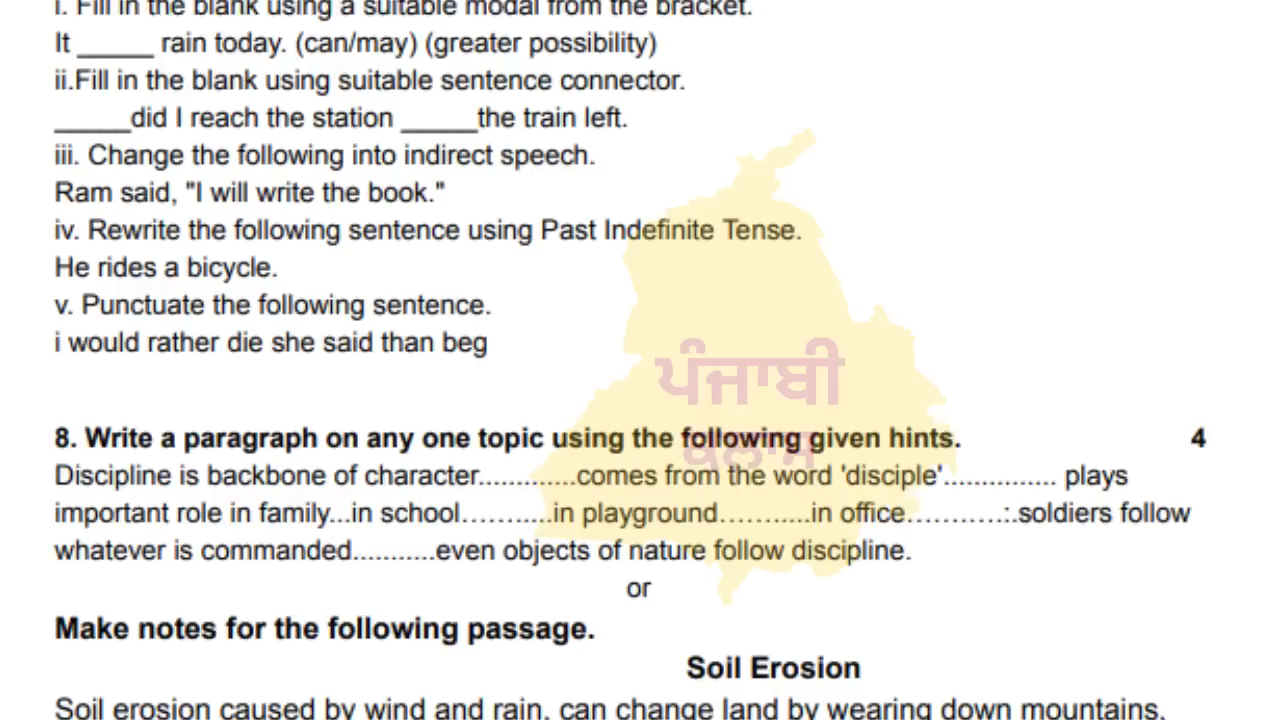 i. Fill in the blank using a suitable modal from the bracket.
It _____ rain today. (can/may) (greater possibility)
ii.Fill in the blank using suitable sentence connector.
_____did I reach the station _____the train left.
iii. Change the following into indirect speech.
Ram said, "I will write the book."
iv. Rewrite the following sentence using Past Indefinite Tense.
He rides a bicycle.
v. Punctuate the following sentence.
i would rather die she said than beg
ਪੰਜਾਬੀ
ਕਲਾਸ
8. Write a paragraph on any one topic using the following given hints. 4
Discipline is backbone of character.............comes from the word 'disciple'............... plays
important role in family...in school............in playground............in office............:.soldiers follow
whatever is commanded...........even objects of nature follow discipline.
or
Make notes for the following passage.
Soil Erosion
Soil erosion caused by wind and rain, can change land by wearing down mountains,